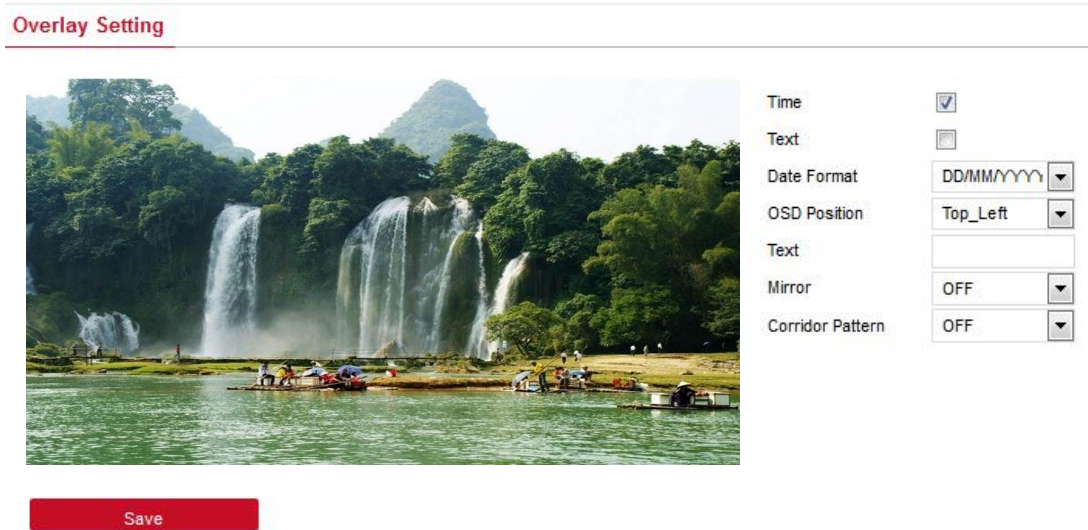 Overlay Setting
Time
Text
Date Format DD/MM/YYYY
OSD Position Top_Left
Text
Mirror OFF
Corridor Pattern OFF
Save